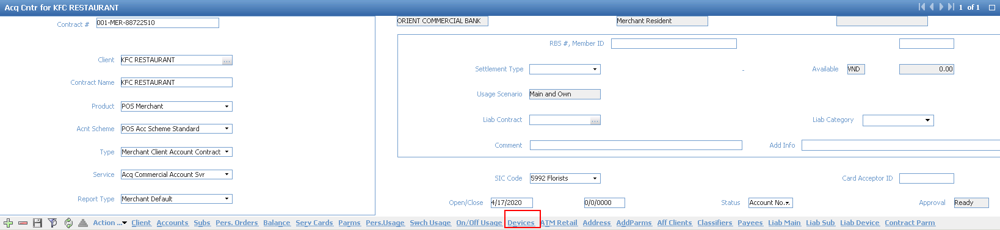 Acq Cntr for KFC RESTAURANT 1 of 1
Contract # 001-MER-88722510 ORIENT COMMERCIAL BANK Merchant Resident
RBS #, Member ID
Client KFC RESTAURANT ...
Settlement Type - Available VND 0.00
Contract Name KFC RESTAURANT
Usage Scenario Main and Own
Product POS Merchant
Liab Contract ... Liab Category
Acnt Scheme POS Acc Scheme Standard
Comment Add Info
Type Merchant Client Account Contract
Service Acq Commercial Account Svr
SIC Code 5992 Florists Card Acceptor ID
Report Type Merchant Default
Open/Close 4/17/2020 0/0/0000 Status Account No... Approval Ready
Action ... Client Accounts Subs Pers. Orders Balance Serv Cards Parms Pers.Usage Swch Usage On/Off Usage Devices ATM Retail Address AddParms Aff Clients Classifiers Payees Liab Main Liab Sub Liab Device Contract Parm